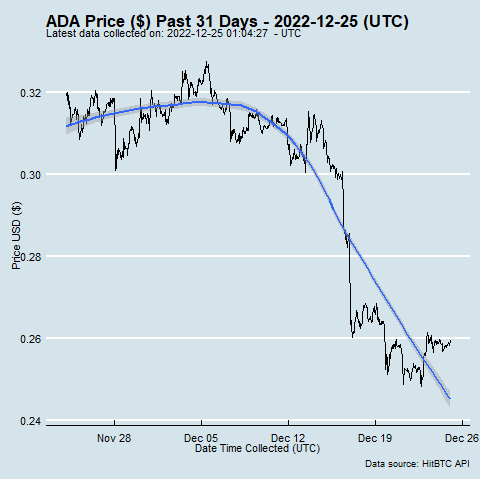 ADA Price ($) Past 31 Days - 2022-12-25 (UTC)
Latest data collected on: 2022-12-25 01:04:27  - UTC
0.32
0.30
0.28
0.26
0.24
Price USD ($)
Nov 28
Dec 05
Dec 12
Dec 19
Dec 26
Date Time Collected (UTC)
Data source: HitBTC API